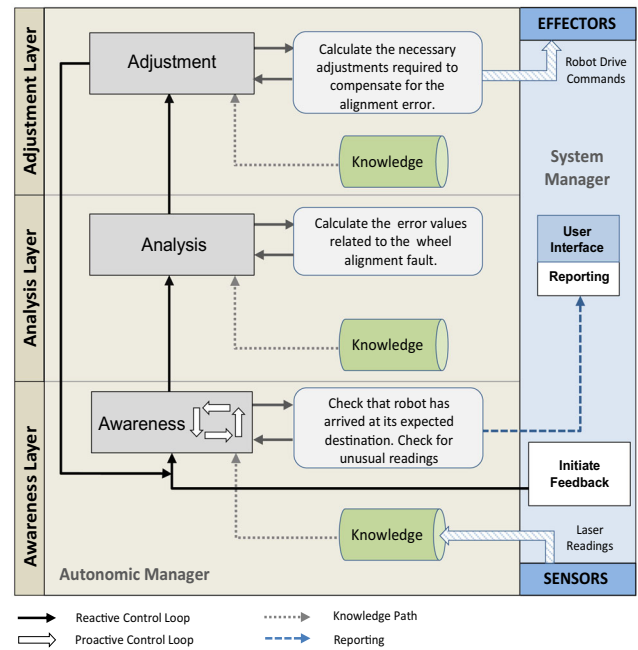 EFFECTORS
Adjustment Layer
Adjustment
Calculate the necessary
adjustments required to
compensate for the
alignment error.
Robot Drive
Commands
Knowledge
System
Manager
Analysis Layer
Analysis
Calculate the error values
related to the wheel
alignment fault.
User
Interface
Reporting
Knowledge
Awareness Layer
Awareness
Check that robot has
arrived at its expected
destination. Check for
unusual readings
Initiate
Feedback
Knowledge
Laser
Readings
Autonomic Manager
SENSORS
Reactive Control Loop
Knowledge Path
Proactive Control Loop
Reporting